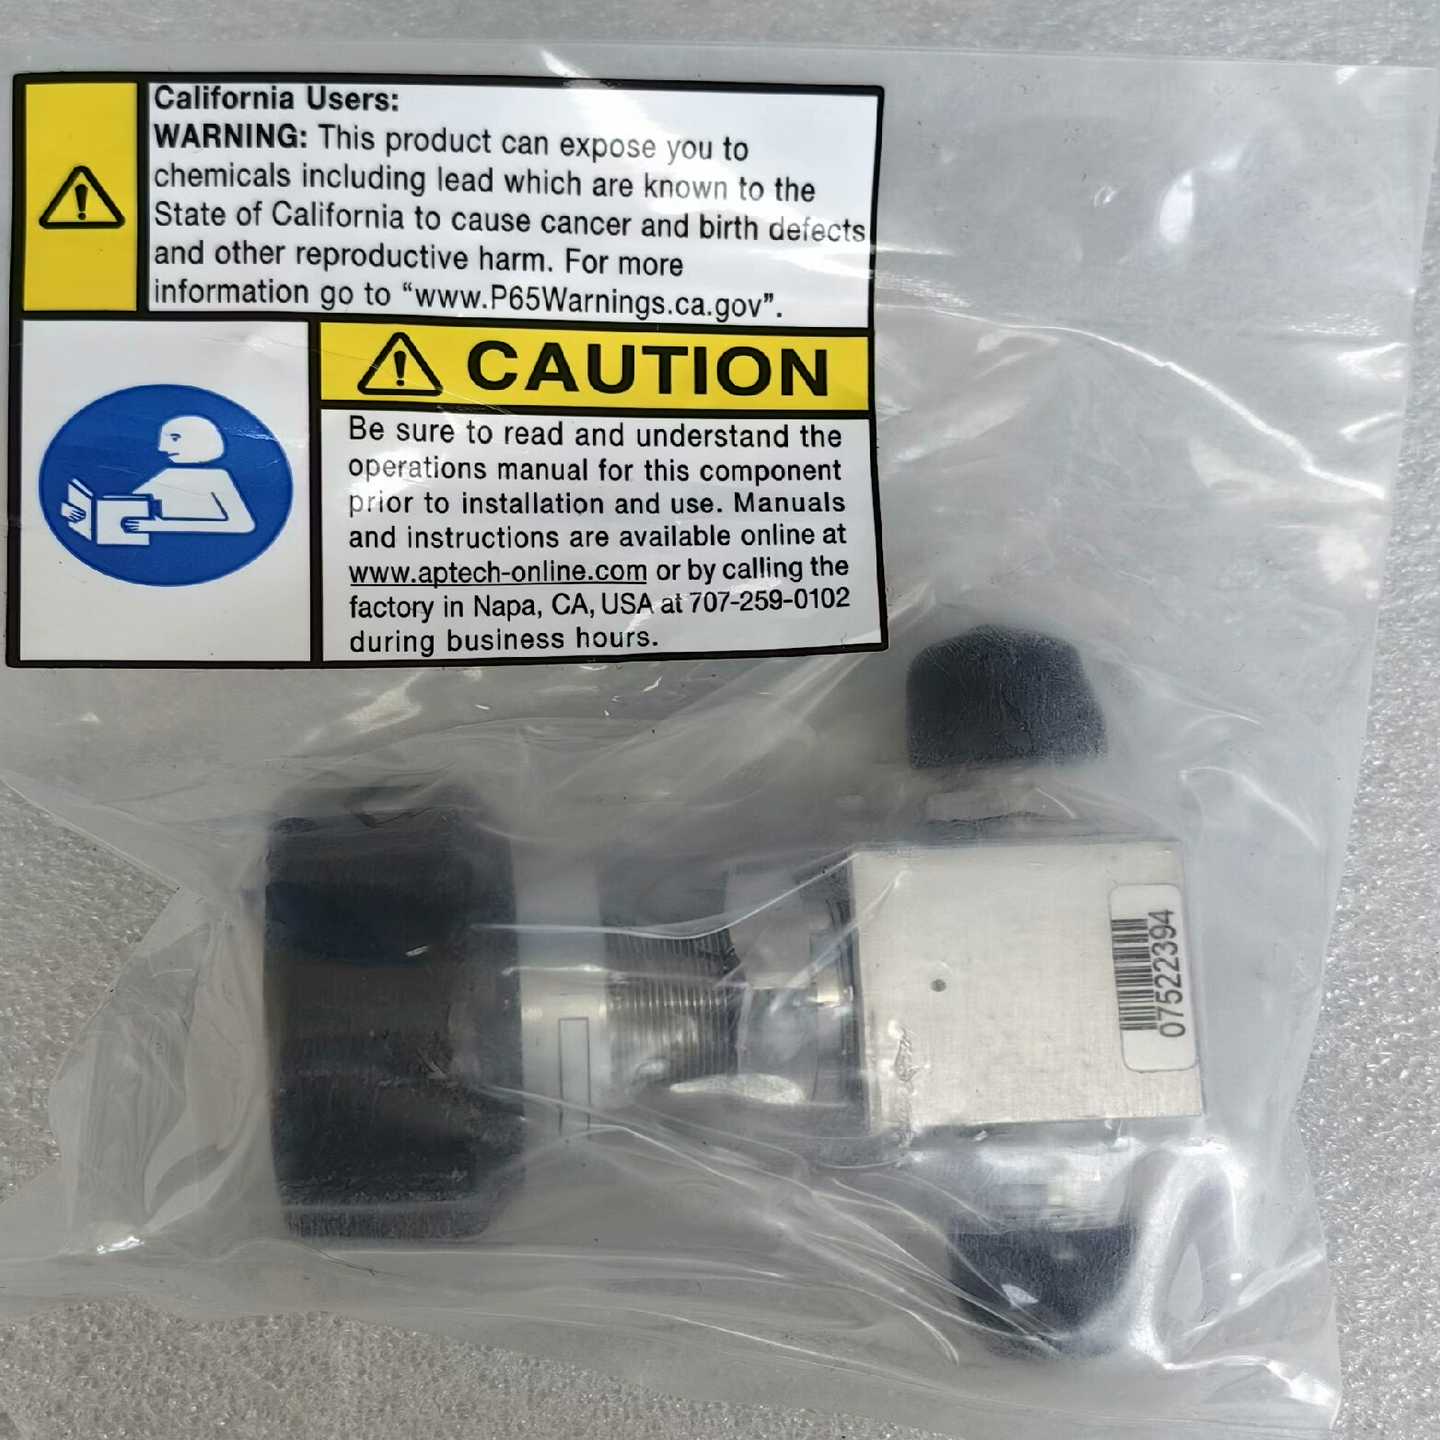 California Users:
WARNING: This product can expose you to
chemicals including lead which are known to the
State of California to cause cancer and birth defects
and other reproductive harm. For more
information go to “www.P65Warnings.ca.gov”.
CAUTION
Be sure to read and understand the
operations manual for this component
prior to installation and use. Manuals
and instructions are available online at
www.aptech-online.com or by calling the
factory in Napa, CA, USA at 707-259-0102
during business hours.
07522394